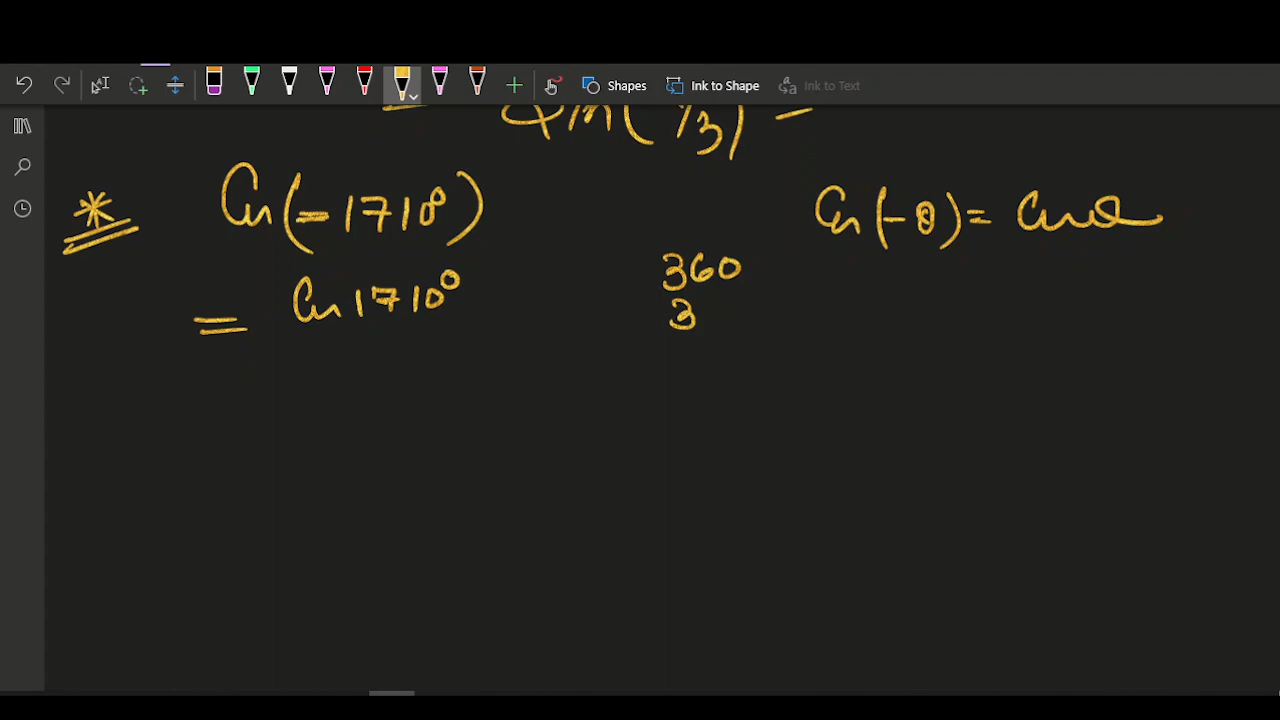 Shapes Ink to Shape Ink to Text
Cos(-1710°) Cos(-θ) = Cosθ
= Cos1710° 360
3